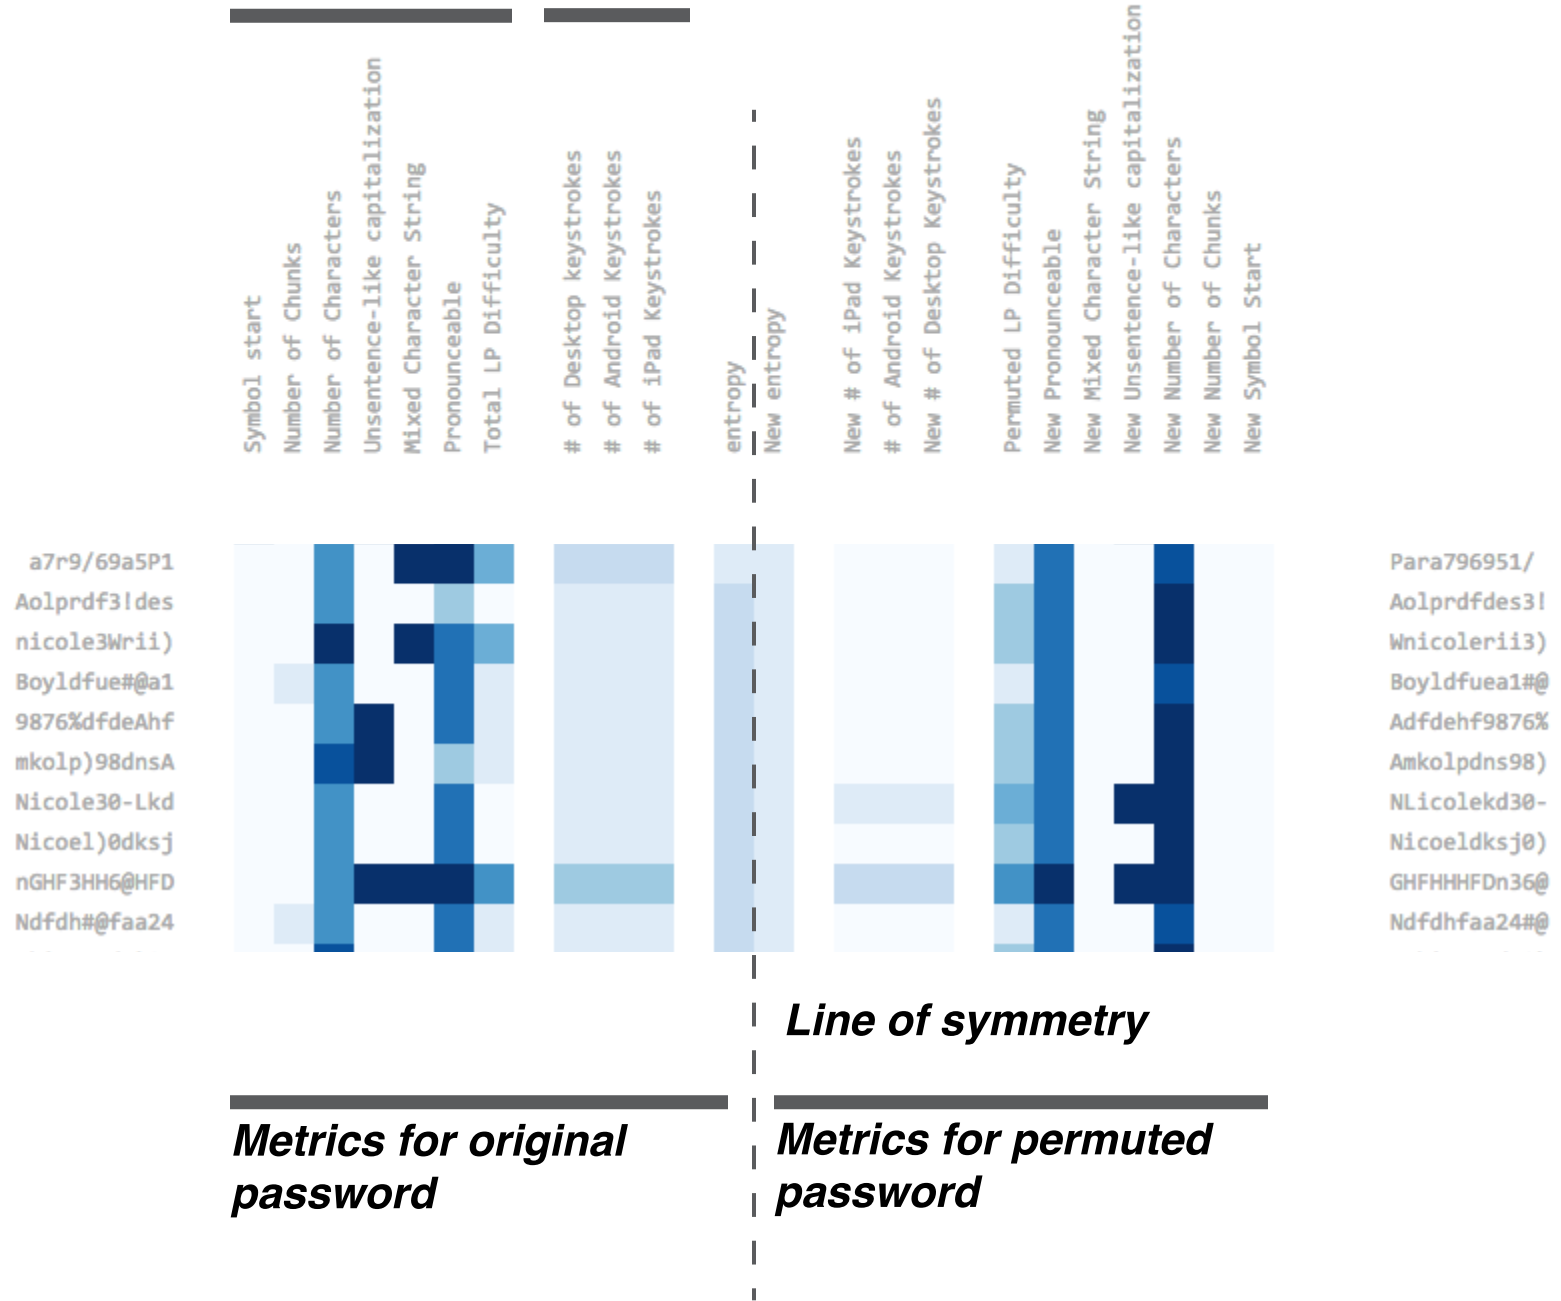 Symbol start
Number of Chunks
Number of Characters
Unsentence-like capitalization
Mixed Character String
Pronounceable
Total LP Difficulty
# of Desktop keystrokes
# of Android Keystrokes
# of iPad Keystrokes
entropy
New entropy
New # of iPad Keystrokes
# of Android Keystrokes
New # of Desktop Keystrokes
Permuted LP Difficulty
New Pronounceable
New Mixed Character String
New Unsentence-like capitalization
New Number of Characters
New Number of Chunks
New Symbol Start
a7r9/69a5P1 Para796951/
Aolprdf3!des Aolprdfdes3!
nicole3Wrii) Wnicolerii3)
Boyldfue#@a1 Boyldfuea1#@
9876%dfdeAhf Adfdehf9876%
mkolp)98dnsA Amkolpdns98)
Nicole30-Lkd NLicolekd30-
Nicoel)0dksj Nicoeldksj0)
nGHF3HH6@HFD GHFHHHFDn36@
Ndfdh#@faa24 Ndfdhfaa24#@
Line of symmetry
Metrics for original
password
Metrics for permuted
password